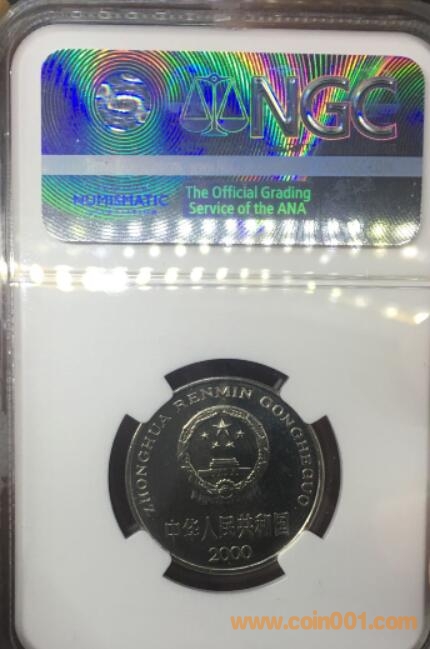 NGC
NUMISMATIC
The Official Grading
Service of the ANA
ZHONGHUA RENMIN GONGHEGUO
中华人民共和国
2000
www.coin001.com